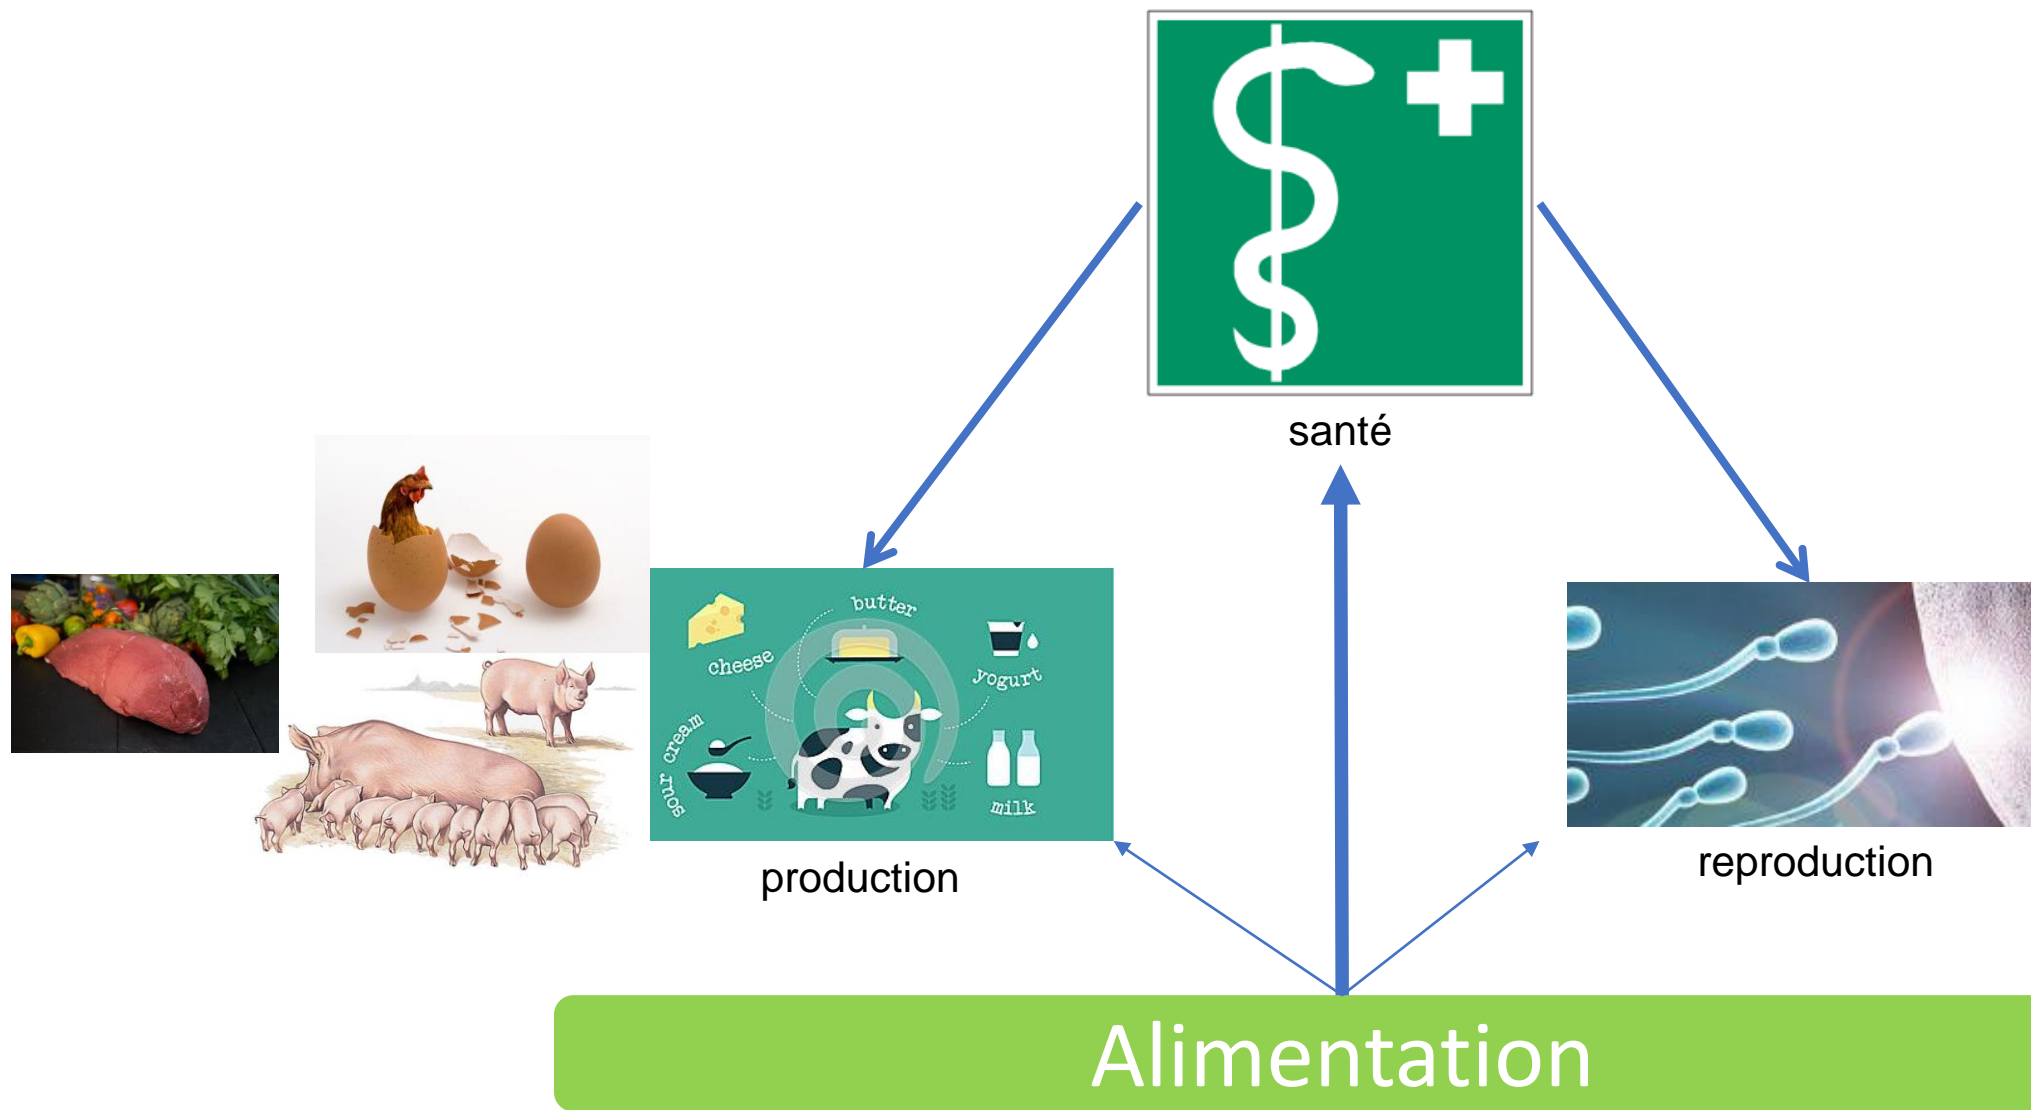 santé
butter
cheese
yogurt
sour cream
milk
production
reproduction
Alimentation